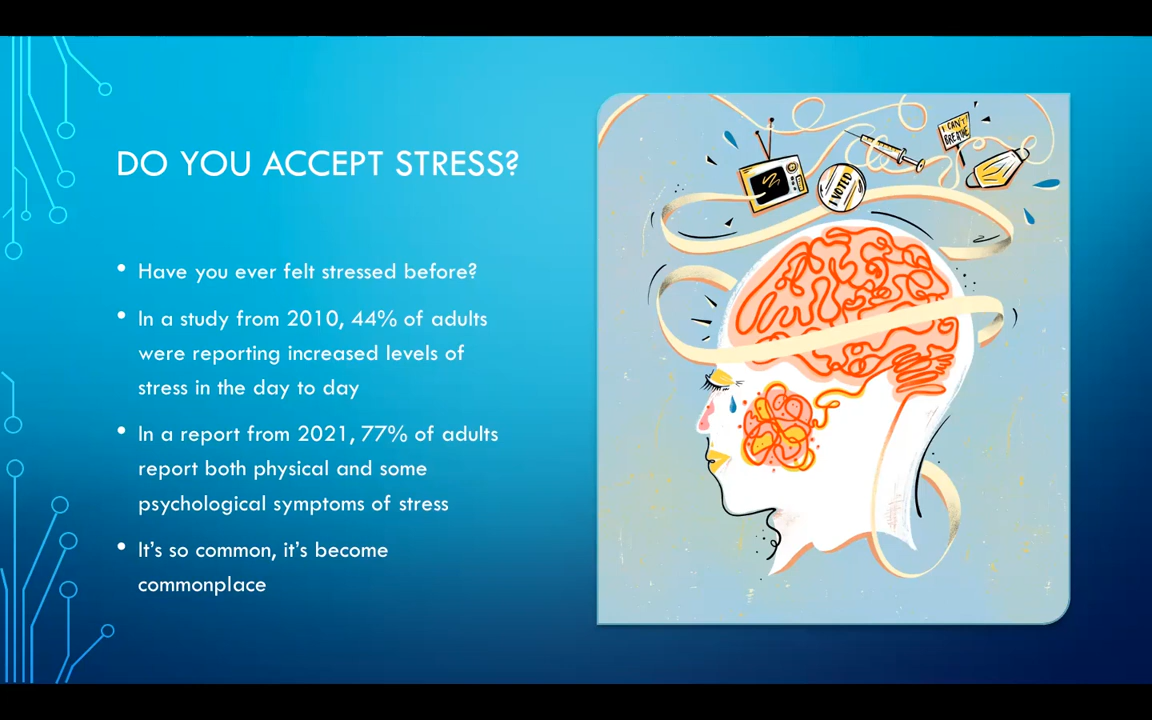 DO YOU ACCEPT STRESS?
• Have you ever felt stressed before?
• In a study from 2010, 44% of adults
were reporting increased levels of
stress in the day to day
• In a report from 2021, 77% of adults
report both physical and some
psychological symptoms of stress
• It's so common, it's become
commonplace
I CAN'T
BREATHE
I VOTED